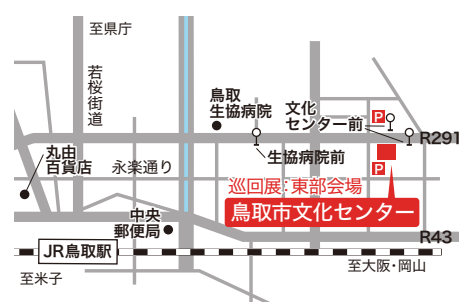 至県庁
若桜街道
鳥取
生協病院
文化
センター前
P
R291
丸由
百貨店
永楽通り
生協病院前
P
巡回展:東部会場
鳥取市文化センター
中央
郵便局
R43
JR鳥取駅
至米子
至大阪・岡山